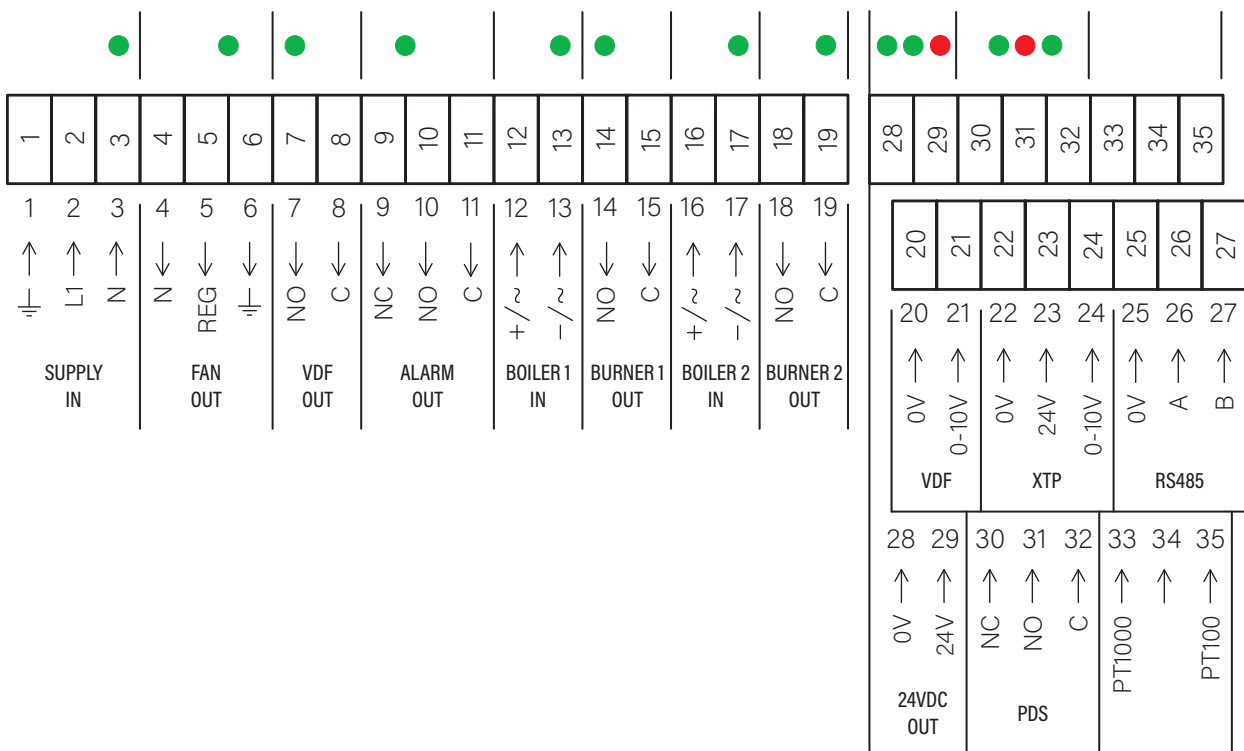 1 2 3 4 5 6 7 8 9 10 11 12 13 14 15 16 17 18 19
28 29 30 31 32 33 34 35
1 2 3 4 5 6 7 8 9 10 11 12 13 14 15 16 17 18 19
⏚ L1 N N REG ⏚ NO C NC NO C +/~ -/~ NO C +/~ -/~ NO C
SUPPLY IN
FAN OUT
VDF OUT
ALARM OUT
BOILER 1 IN
BURNER 1 OUT
BOILER 2 IN
BURNER 2 OUT
20 21 22 23 24 25 26 27
20 21 22 23 24 25 26 27
0V 0-10V 0V 24V 0-10V 0V A B
VDF XTP RS485
28 29 30 31 32 33 34 35
0V 24V NC NO C PT1000 PT100
24VDC OUT
PDS